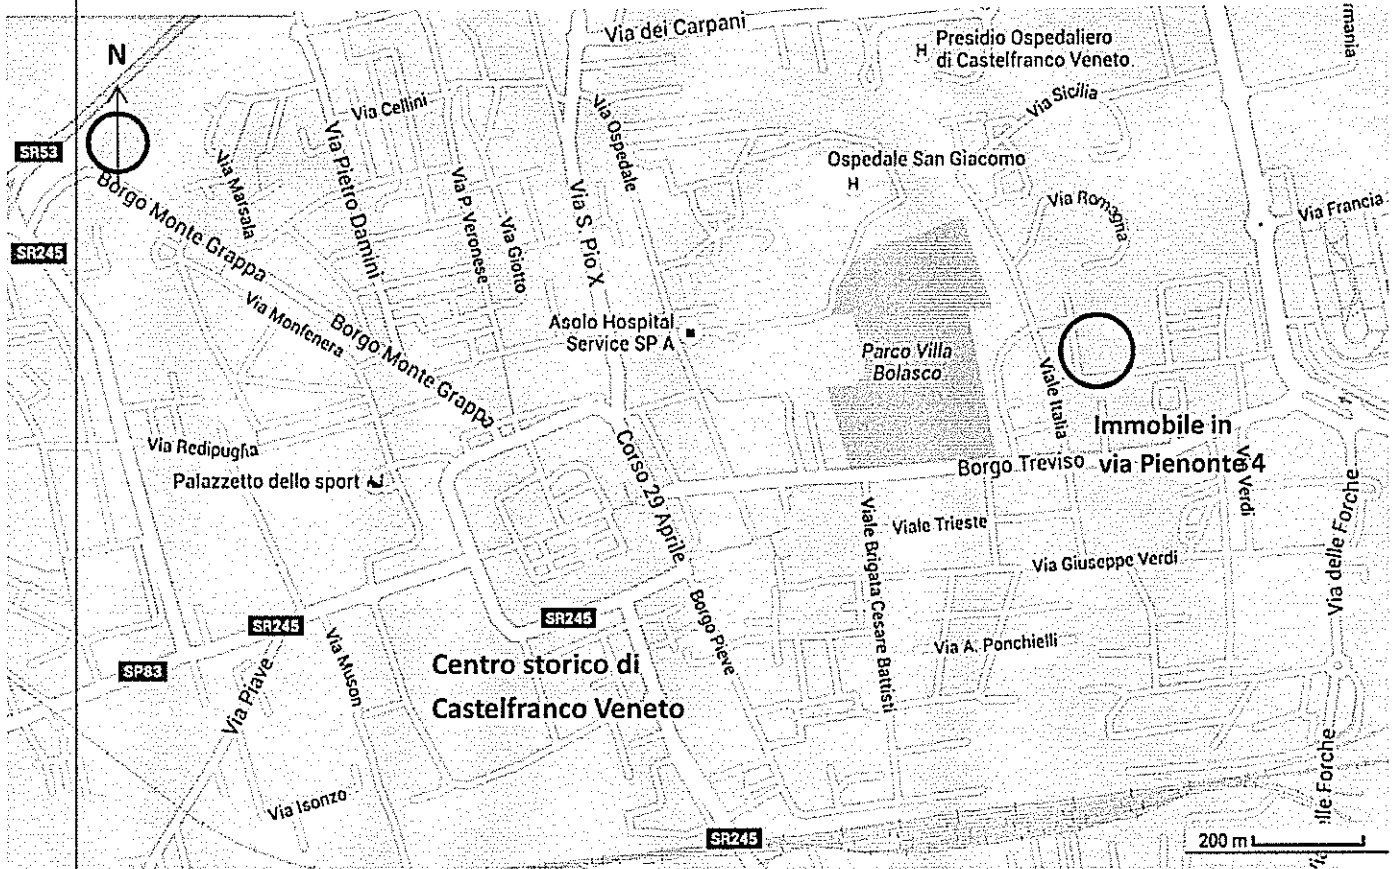 Via dei Carpani
Presidio Ospedaliero
di Castelfranco Veneto
rmania
N
Via Cellini
Via Sicilia
SR53
Via Ospedale
Via Pietro Damini
Via Marsala
Ospedale San Giacomo
H
H
Borgo Monte Grappa
Via P. Veronese
Via Giotto
Via S. Pio X
Via Romagna
Via Francia
SR245
Via Monfenera
Borgo Monte Grappa
Asolo Hospital
Service SP A
Parco Villa
Bolasco
Viale Italia
Immobile in
via Pienonte 4
Via Redipuglia
Palazzetto dello sport
Corso 29 Aprile
Borgo Treviso
Verdi
Viale Trieste
Viale Brigata Cesare Battisti
Via Giuseppe Verdi
Via delle Forche
SR245
SR245
Borgo Pieve
Via A. Ponchielli
SP83
Via Piave
Via Muson
Centro storico di
Castelfranco Veneto
Via Isonzo
lle Forche
SR245
200 m